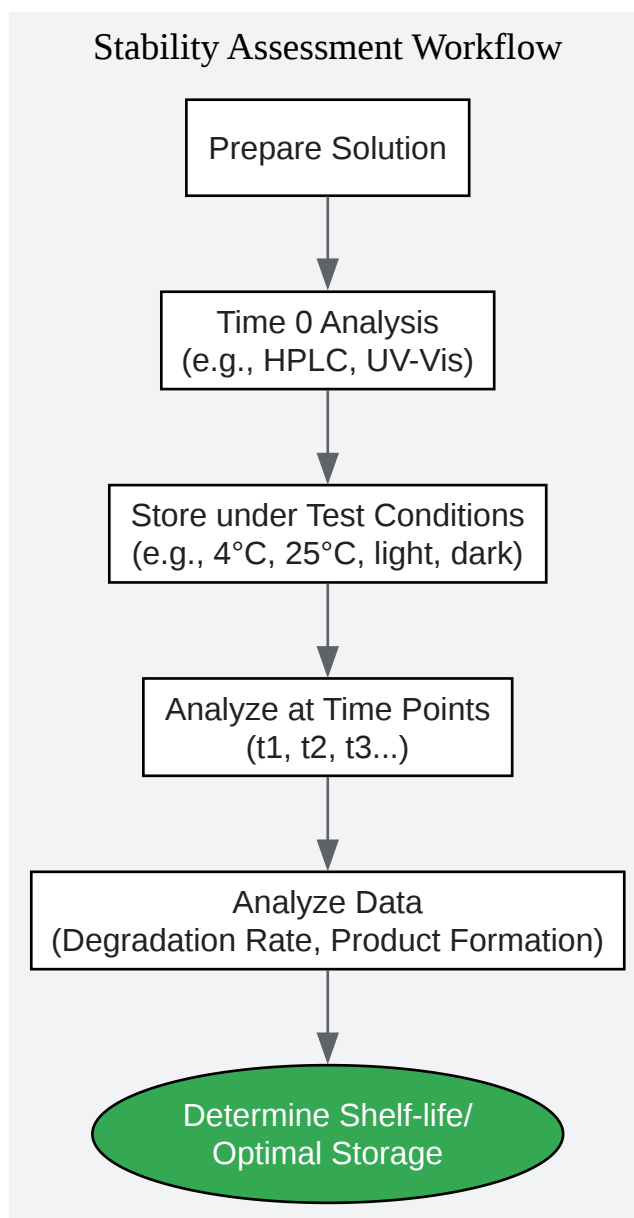 Stability Assessment Workflow
Prepare Solution
Time 0 Analysis
(e.g., HPLC, UV-Vis)
Store under Test Conditions
(e.g., 4°C, 25°C, light, dark)
Analyze at Time Points
(t1, t2, t3...)
Analyze Data
(Degradation Rate, Product Formation)
Determine Shelf-life/
Optimal Storage